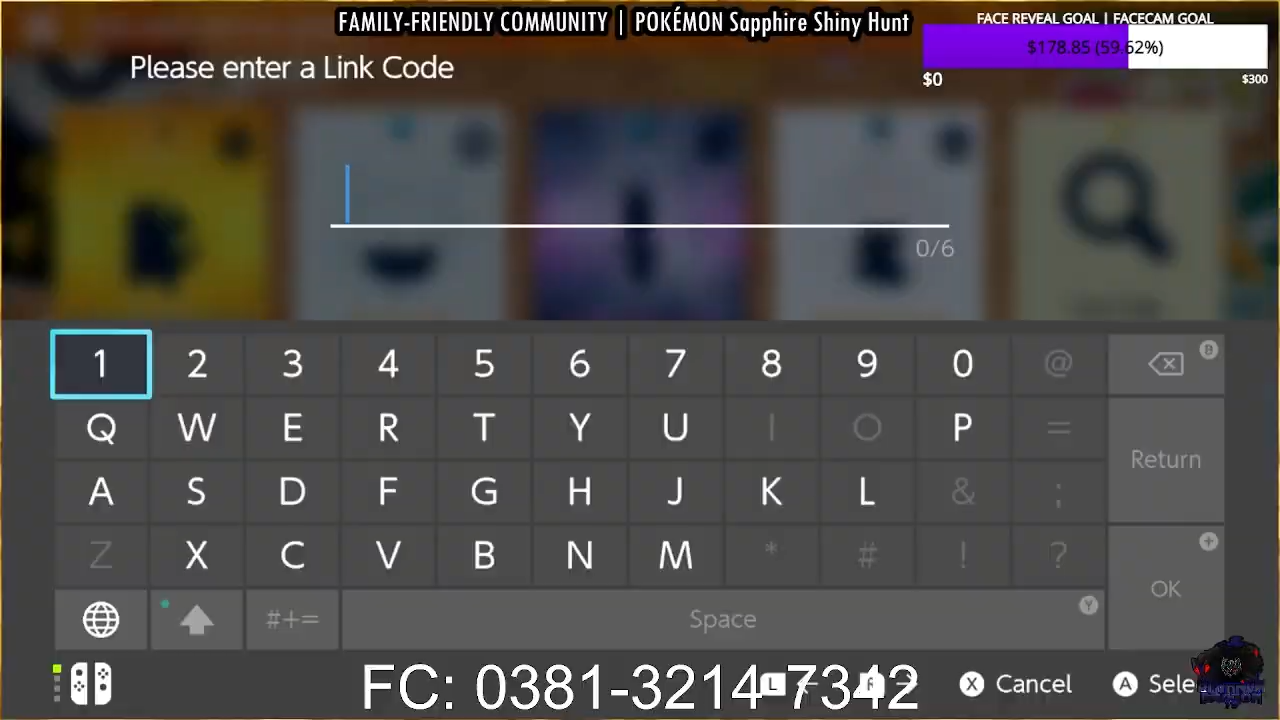 FAMILY-FRIENDLY COMMUNITY | POKÉMON Sapphire Shiny Hunt
FACE REVEAL GOAL | FACECAM GOAL
$178.85 (59.62%)
$0
$300
Please enter a Link Code
0/6
1 2 3 4 5 6 7 8 9 0 @ B
Q W E R T Y U I O P =
Return
A S D F G H J K L & ;
Z X C V B N M * # ! ? +
OK
#+= Space Y
FC: 0381-3214-7342
L R X Cancel A Sele